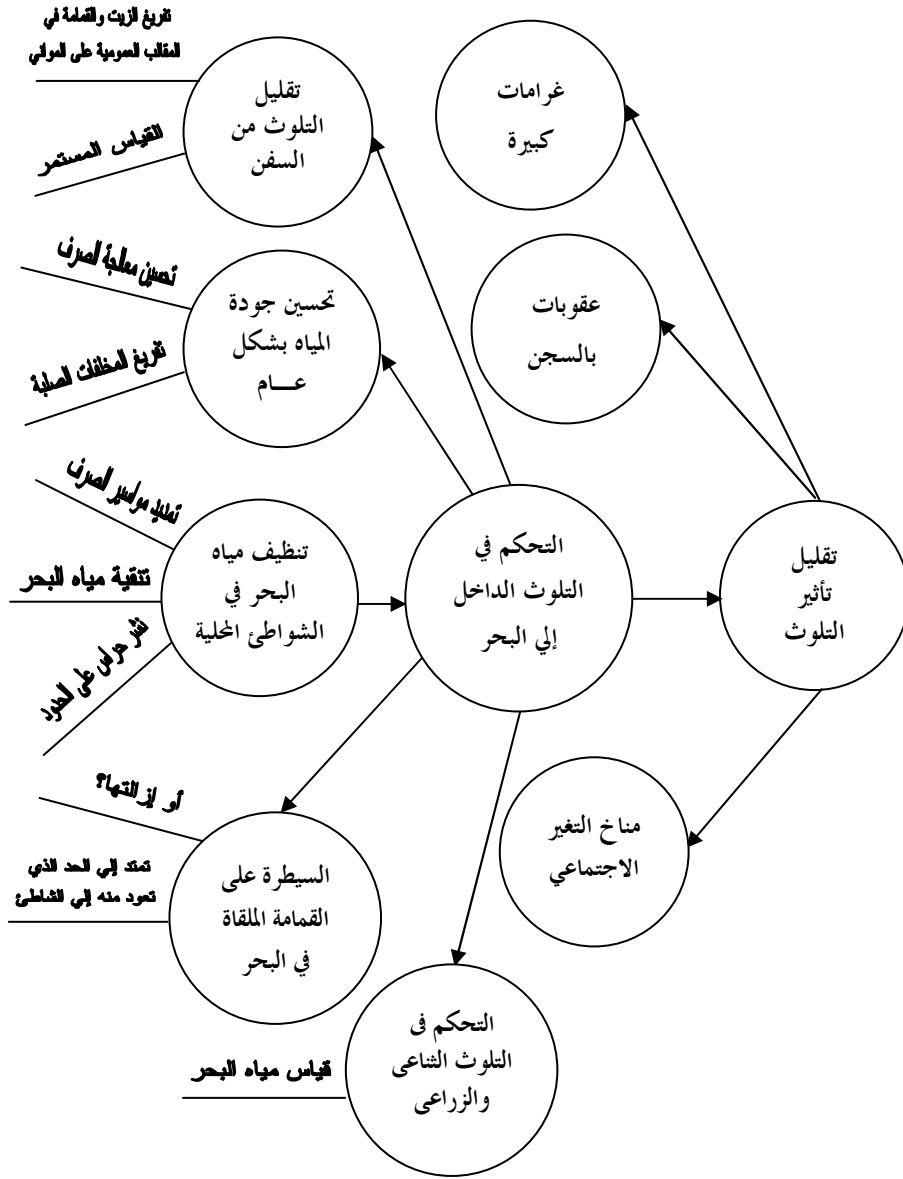 تفريغ الزيت والقمامة في
المقالب العمومية على المواني
القياس المستمر
تقليل
التلوث من
السفن
غرامات
كبيرة
تحسين معالجة الصرف
تفريغ المخلفات الصلبة
تحسين جودة
المياه بشكل
عـــام
عقوبات
بالسجن
تمديد مواسير الصرف
تنقية مياه البحر
نشر حراس على الحدود
تنظيف مياه
البحر في
الشواطئ المحلية
التحكم في
التلوث الداخل
إلي البحر
تقليل
تأثير
التلوث
أو إزالتها؟
تمتد إلي الحد الذي
تعود منه إلي الشاطئ
السيطرة على
القمامة الملقاة
في البحر
مناخ التغير
الاجتماعي
قياس مياه البحر
التحكم فى
التلوث الثناعى
والزراعى